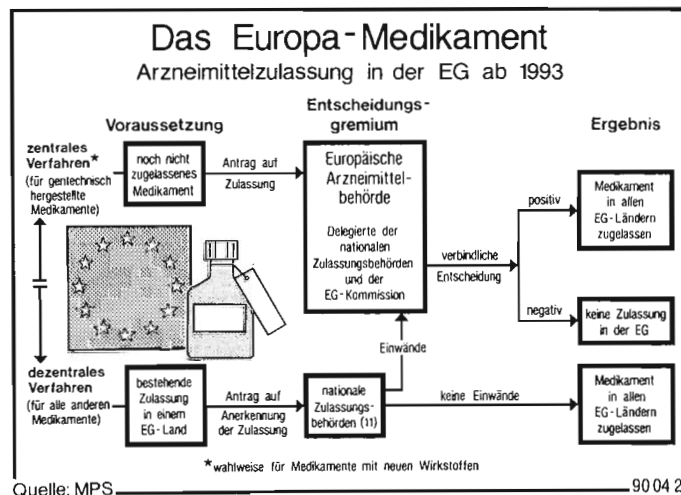 Das Europa-Medikament
Arzneimittelzulassung in der EG ab 1993
Voraussetzung
Entscheidungs-
gremium
Ergebnis
zentrales
Verfahren*
(für gentechnisch
hergestellte
Medikamente)
noch nicht
zugelassenes
Medikament
Antrag auf
Zulassung
Europäische
Arzneimittel-
behörde
Delegierte der
nationalen
Zulassungsbehörden
und der
EG-Kommission
verbindliche
Entscheidung
positiv
Medikament
in allen
EG-Ländern
zugelassen
negativ
keine Zulassung
in der EG
Einwände
dezentrales
Verfahren
(für alle anderen
Medikamente)
bestehende
Zulassung
in einem
EG-Land
Antrag auf
Anerkennung
der Zulassung
nationale
Zulassungs-
behörden (11)
keine Einwände
Medikament
in allen
EG-Ländern
zugelassen
*wahlweise für Medikamente mit neuen Wirkstoffen
Quelle: MPS
90 04 2